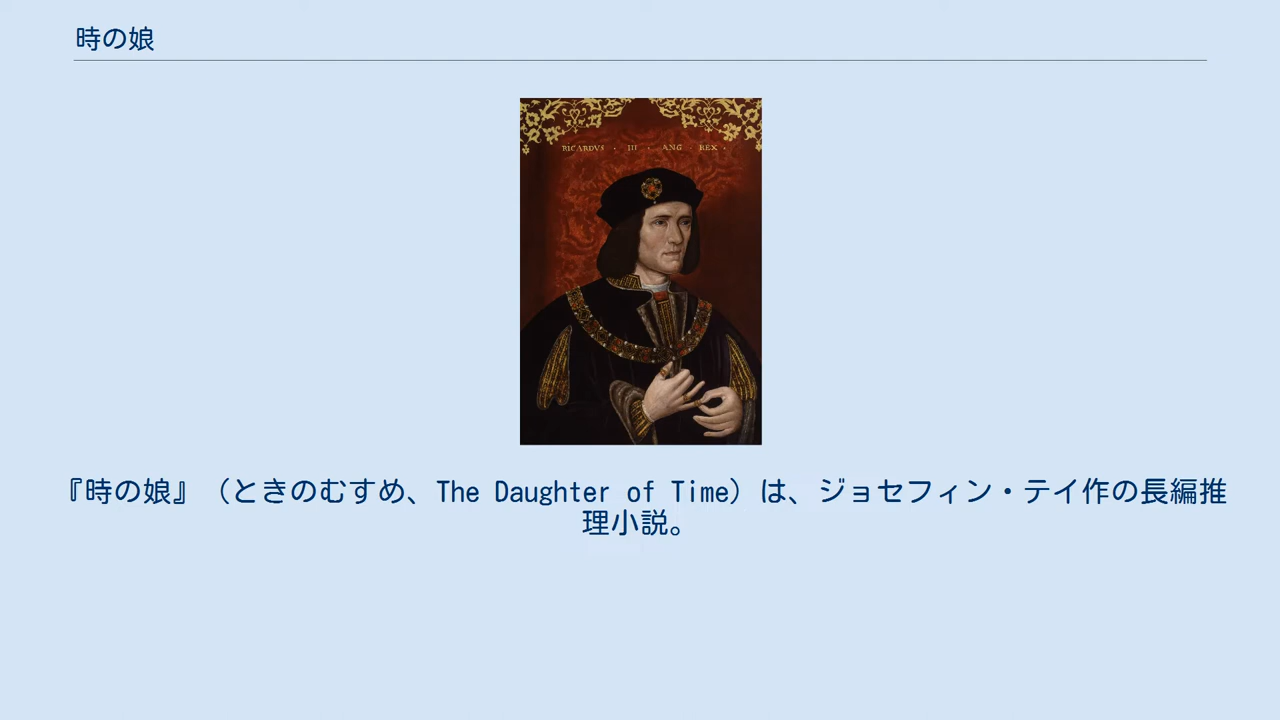 時の娘
RICARDVS · III · ANG · REX ·
『時の娘』（ときのむすめ、The Daughter of Time）は、ジョセフィン・テイ作の長編推
理小説。